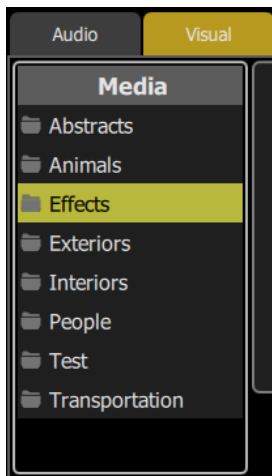 Audio Visual
Media
Abstracts
Animals
Effects
Exteriors
Interiors
People
Test
Transportation